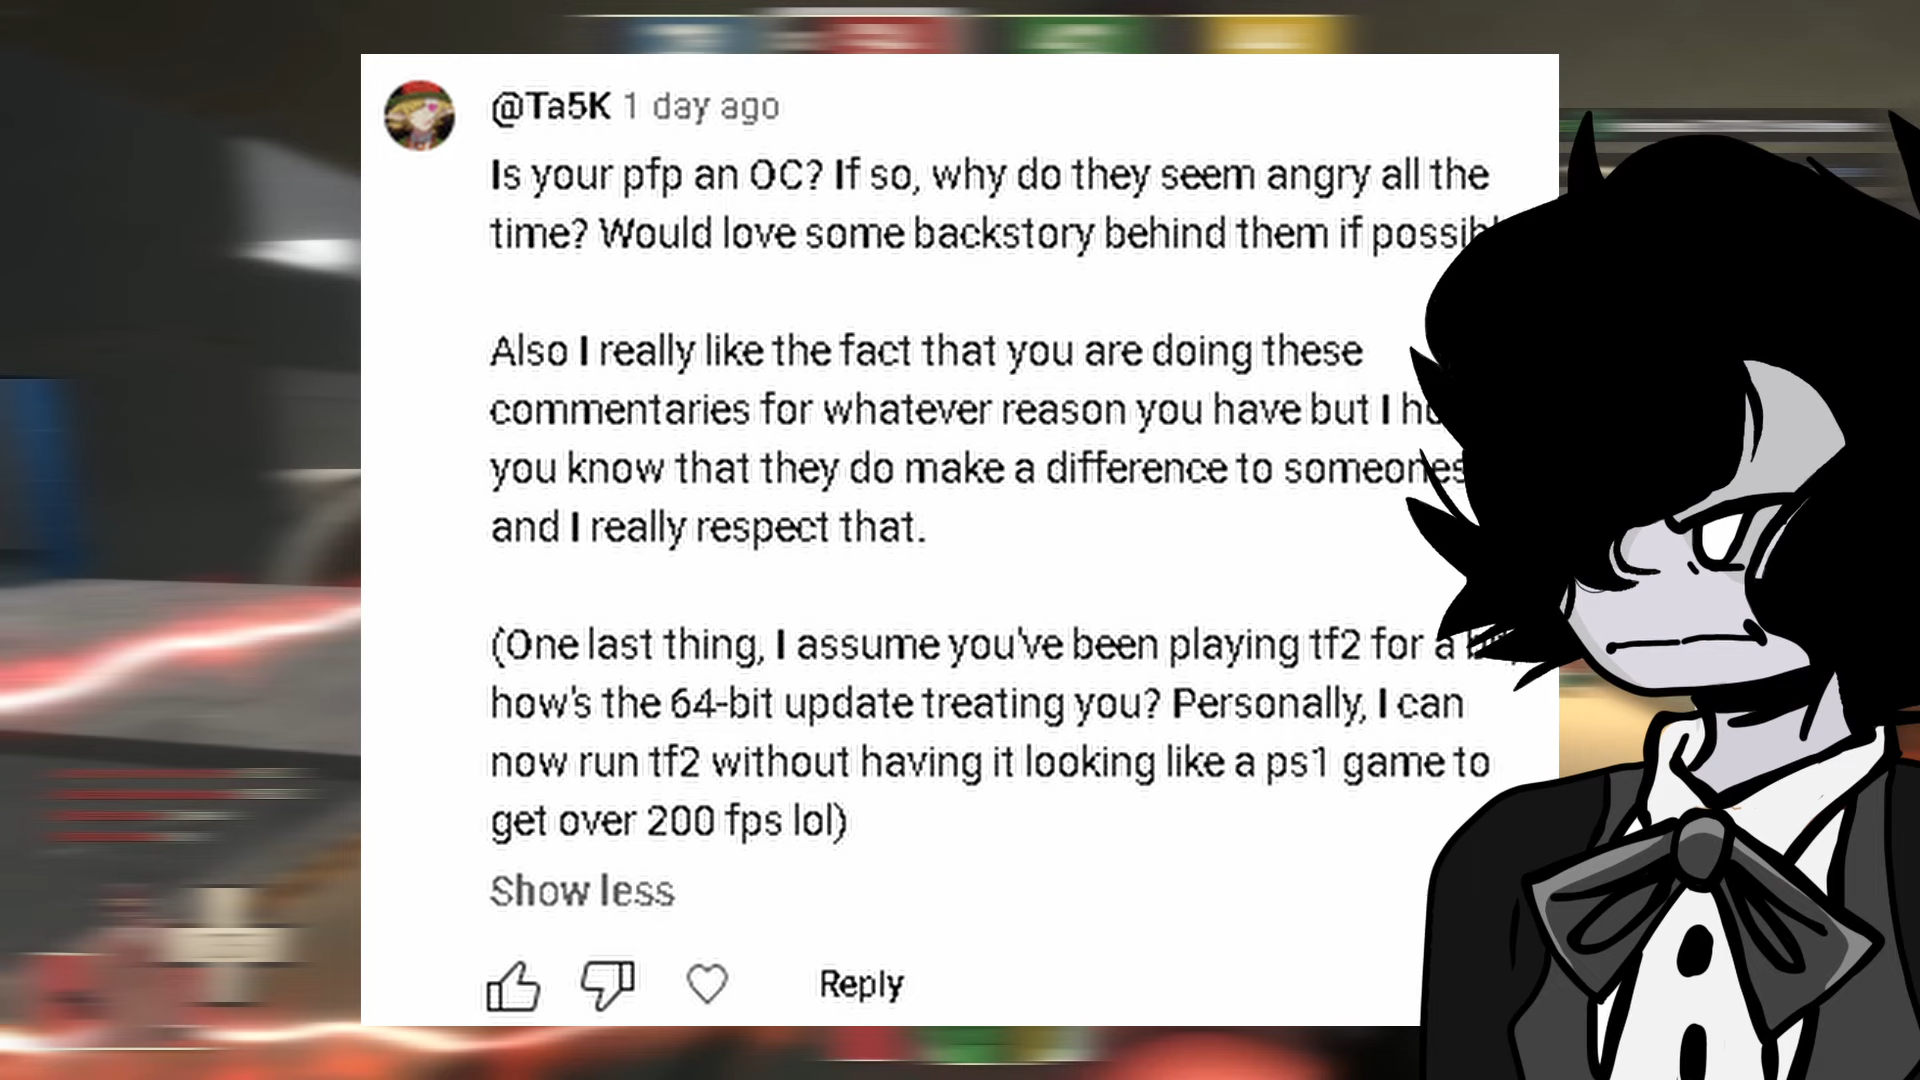 @Ta5K 1 day ago
Is your pfp an OC? If so, why do they seem angry all the
time? Would love some backstory behind them if
Also I really like the fact that you are doing these
commentaries for whatever reason you have but I
you know that they do make a difference to someones
and I really respect that.
(One last thing, I assume you've been playing tf2 for a
how's the 64-bit update treating you? Personally, I can
now run tf2 without having it looking like a ps1 game to
get over 200 fps lol)
Show less
Reply